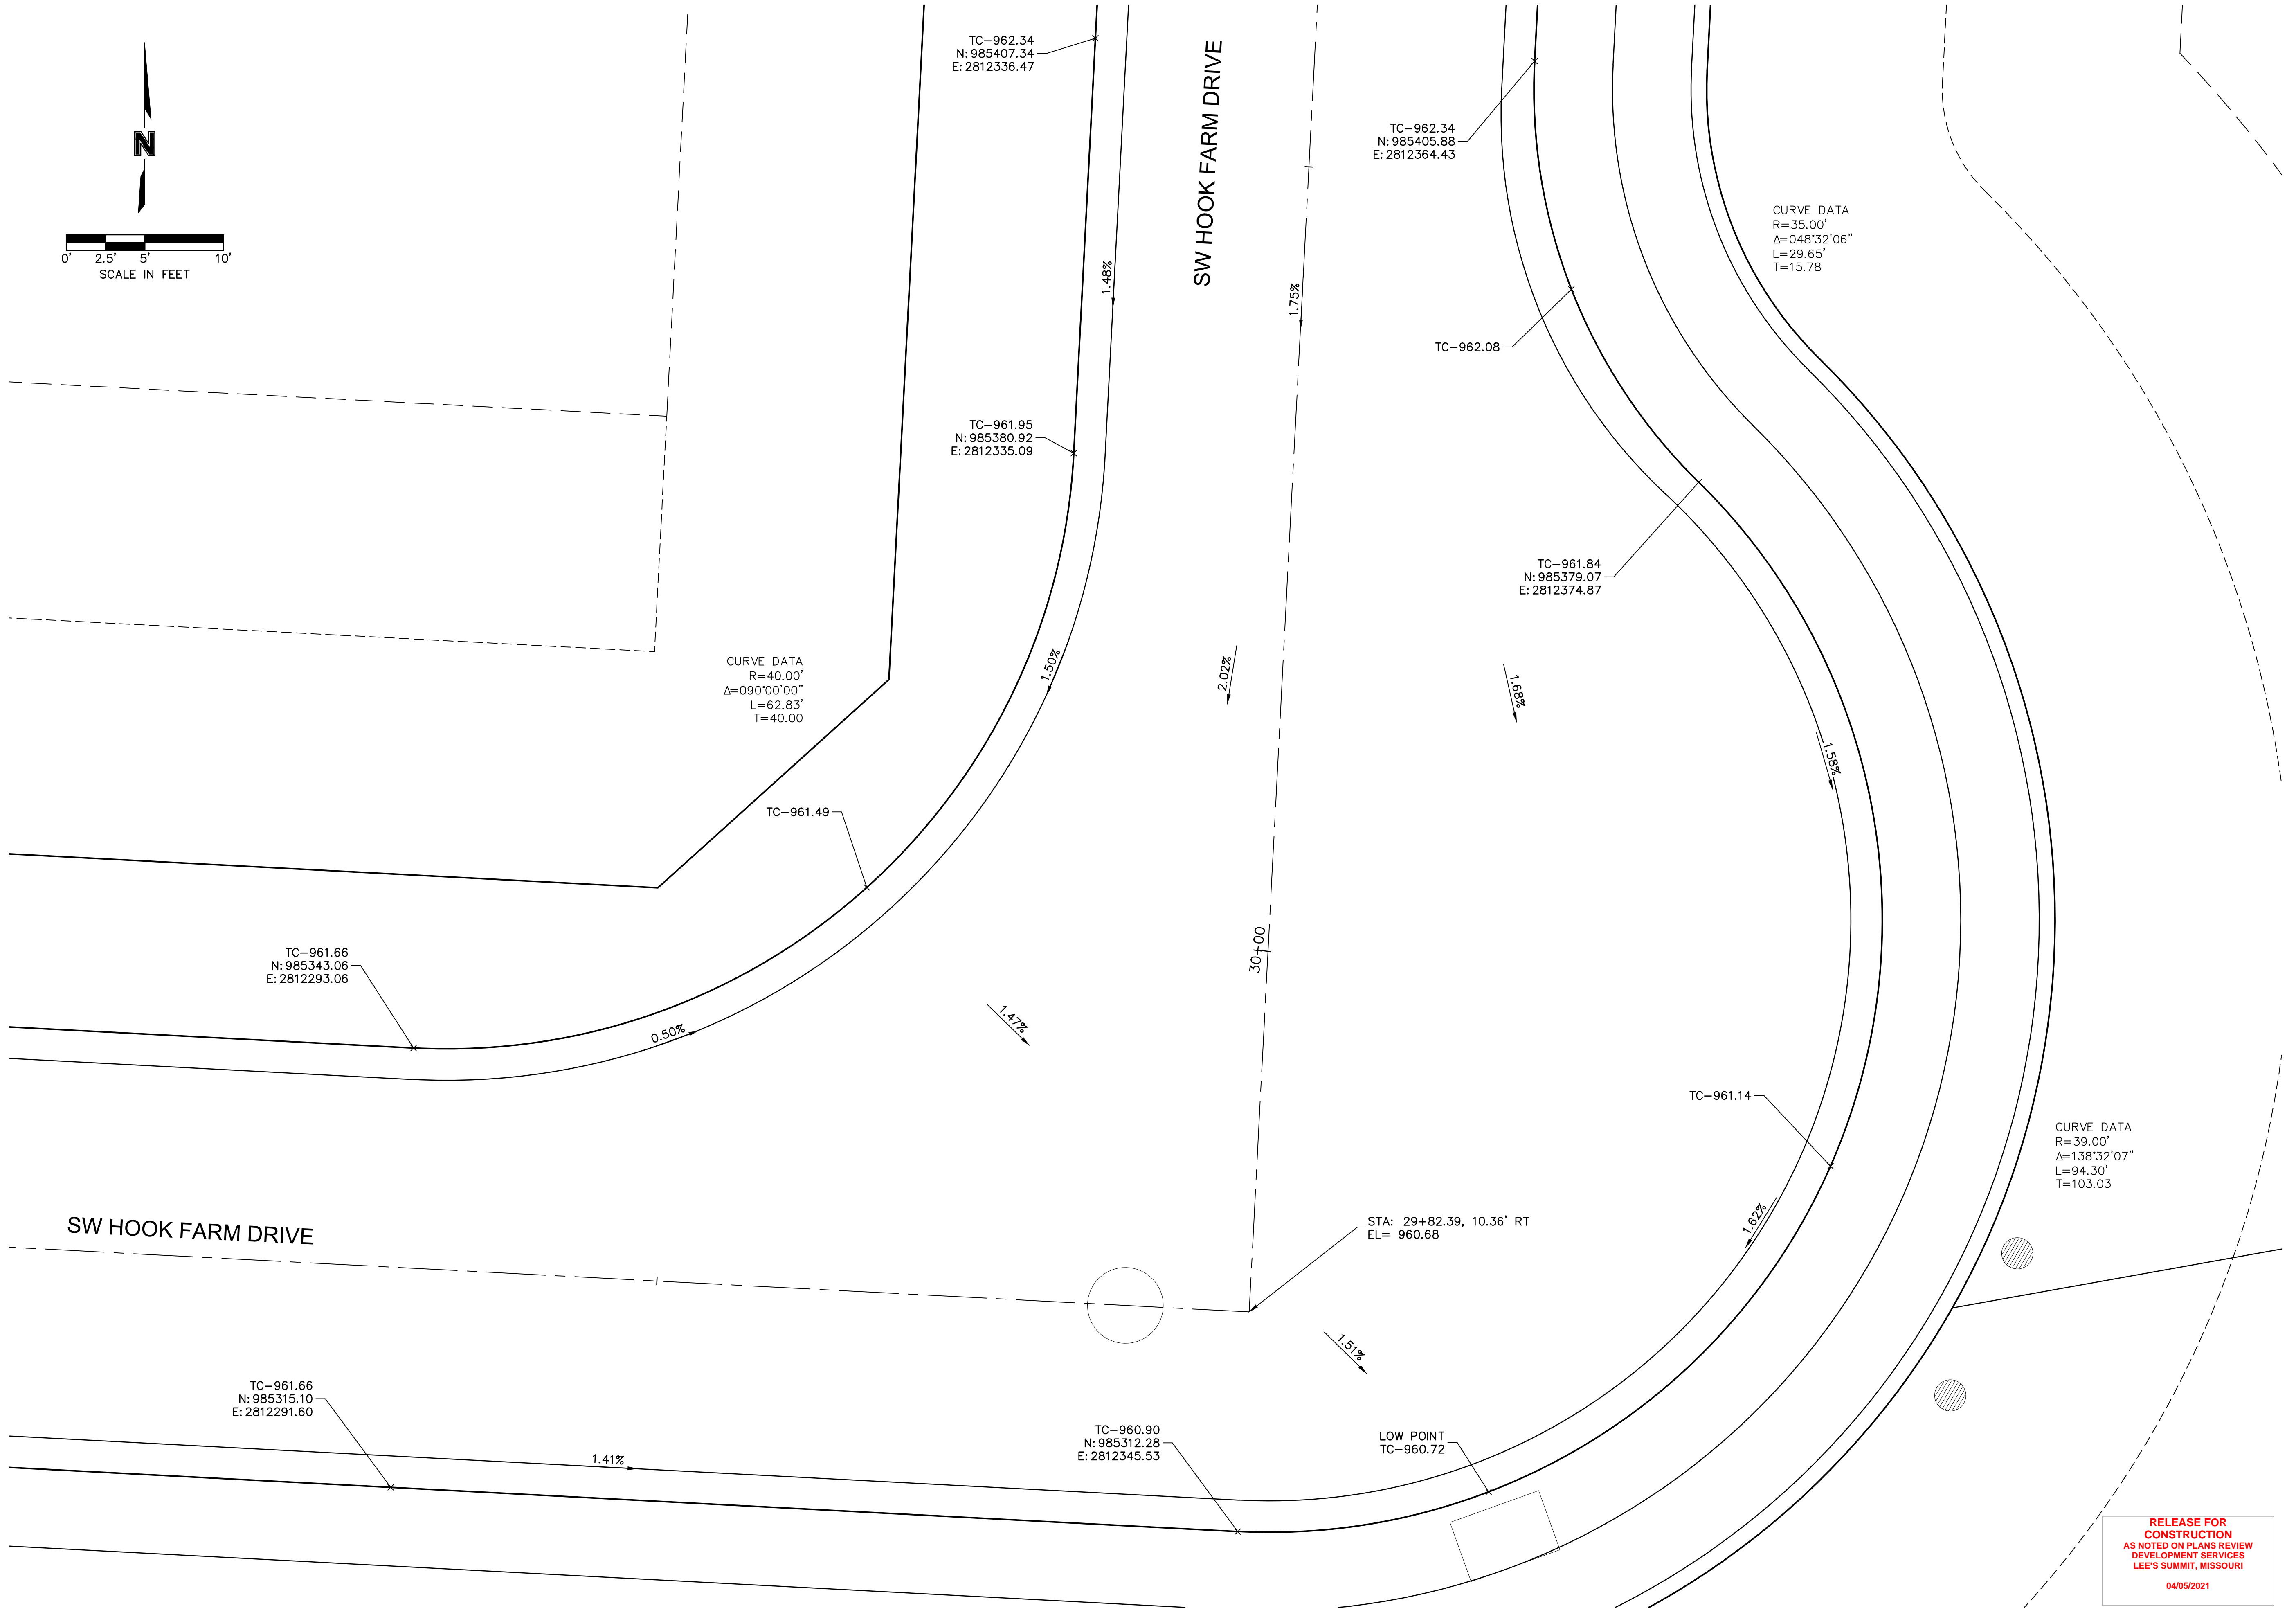 N
0' 2.5' 5' 10'
SCALE IN FEET
TC-962.34
N: 985407.34
E: 2812336.47
SW HOOK FARM DRIVE
TC-962.34
N: 985405.88
E: 2812364.43
CURVE DATA
R=35.00'
Δ=048°32'06"
L=29.65'
T=15.78
1.48%
1.75%
TC-962.08
TC-961.95
N: 985380.92
E: 2812335.09
TC-961.84
N: 985379.07
E: 2812374.87
CURVE DATA
R=40.00'
Δ=090°00'00"
L=62.83'
T=40.00
1.50%
2.02%
1.68%
1.58%
TC-961.49
30+00
TC-961.66
N: 985343.06
E: 2812293.06
0.50%
1.47%
TC-961.14
CURVE DATA
R=39.00'
Δ=138°32'07"
L=94.30'
T=103.03
SW HOOK FARM DRIVE
STA: 29+82.39, 10.36' RT
EL= 960.68
1.62%
1.51%
TC-961.66
N: 985315.10
E: 2812291.60
1.41%
TC-960.90
N: 985312.28
E: 2812345.53
LOW POINT
TC-960.72
RELEASE FOR
CONSTRUCTION
AS NOTED ON PLANS REVIEW
DEVELOPMENT SERVICES
LEE'S SUMMIT, MISSOURI
04/05/2021